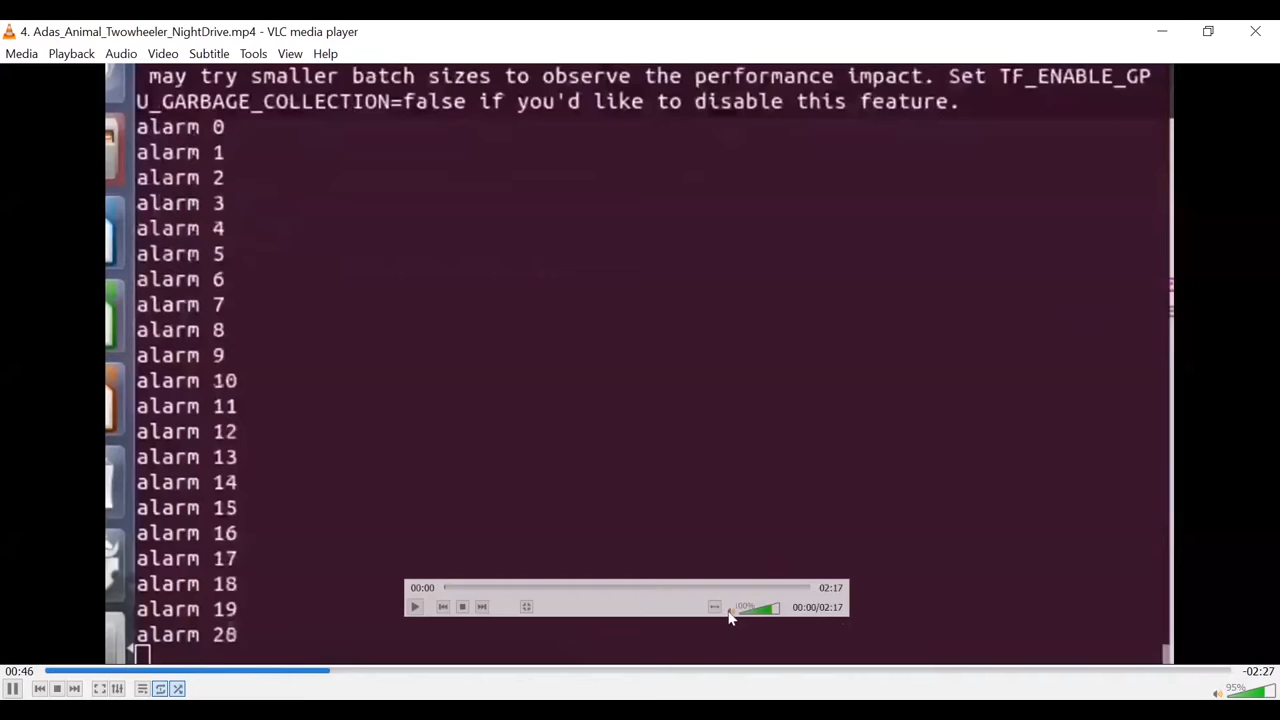 4. Adas_Animal_Twowheeler_NightDrive.mp4 - VLC media player
Media Playback Audio Video Subtitle Tools View Help
may try smaller batch sizes to observe the performance impact. Set TF_ENABLE_GP
U_GARBAGE_COLLECTION=false if you'd like to disable this feature.
alarm 0
alarm 1
alarm 2
alarm 3
alarm 4
alarm 5
alarm 6
alarm 7
alarm 8
alarm 9
alarm 10
alarm 11
alarm 12
alarm 13
alarm 14
alarm 15
alarm 16
alarm 17
alarm 18
alarm 19
alarm 20
00:00 02:17
100% 00:00/02:17
00:46 -02:27
95%